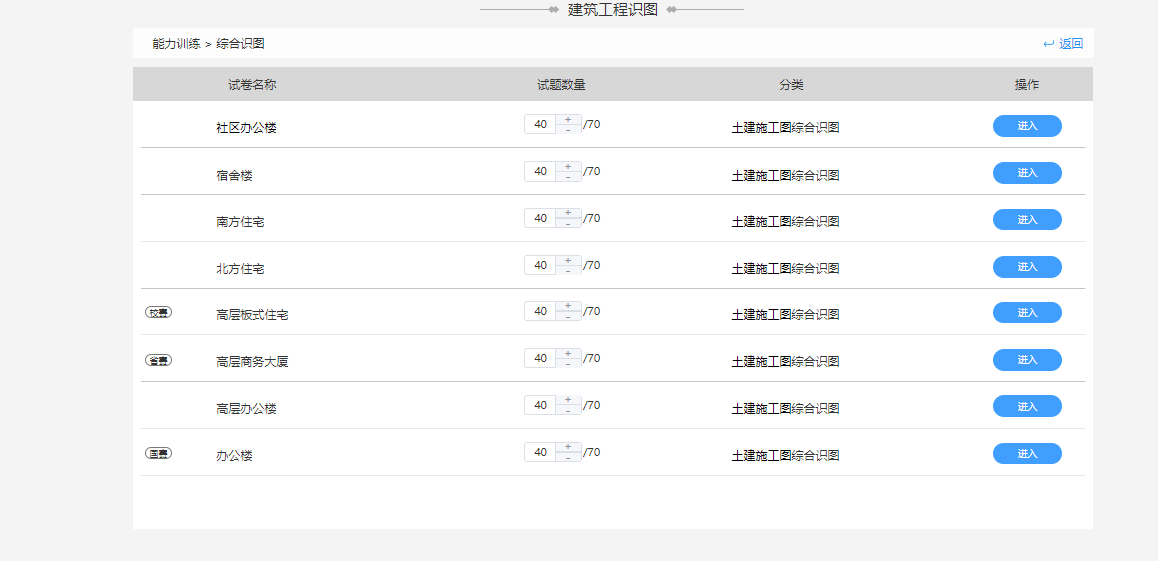 建筑工程识图
能力训练 > 综合识图 返回
试卷名称 试题数量 分类 操作
社区办公楼 40 + - /70 土建施工图综合识图 进入
宿舍楼 40 + - /70 土建施工图综合识图 进入
南方住宅 40 + - /70 土建施工图综合识图 进入
北方住宅 40 + - /70 土建施工图综合识图 进入
校赛 高层板式住宅 40 + - /70 土建施工图综合识图 进入
省赛 高层商务大厦 40 + - /70 土建施工图综合识图 进入
高层办公楼 40 + - /70 土建施工图综合识图 进入
国赛 办公楼 40 + - /70 土建施工图综合识图 进入